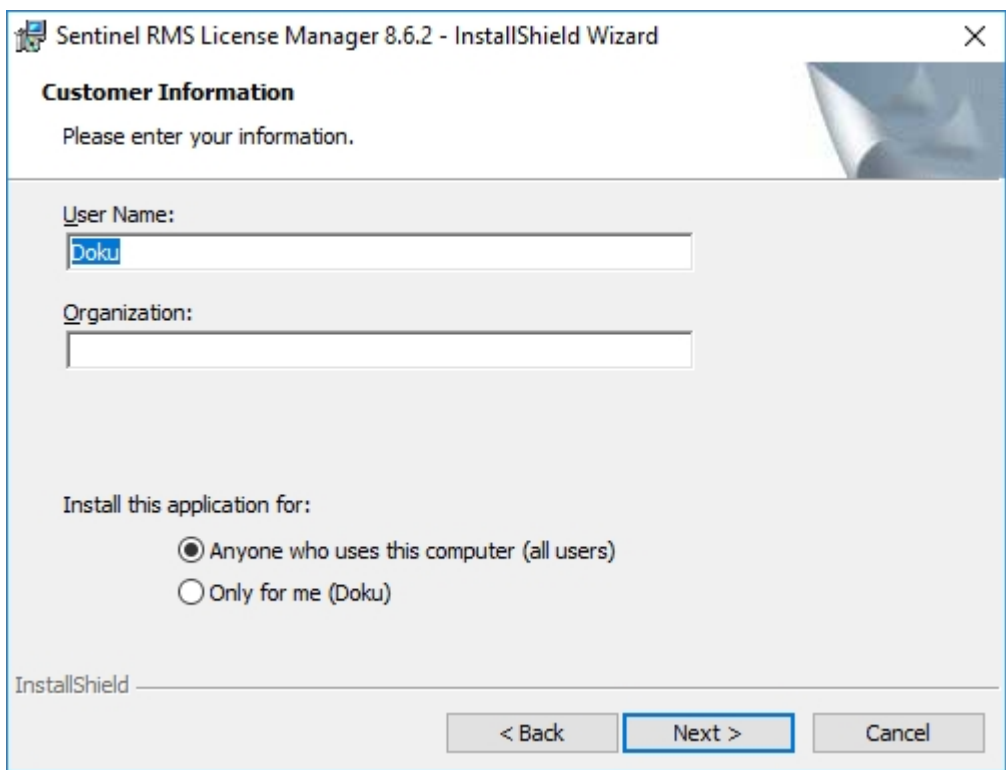 Sentinel RMS License Manager 8.6.2 - InstallShield Wizard
Customer Information
Please enter your information.
User Name:
Doku
Organization:
Install this application for:
Anyone who uses this computer (all users)
Only for me (Doku)
InstallShield
< Back Next > Cancel